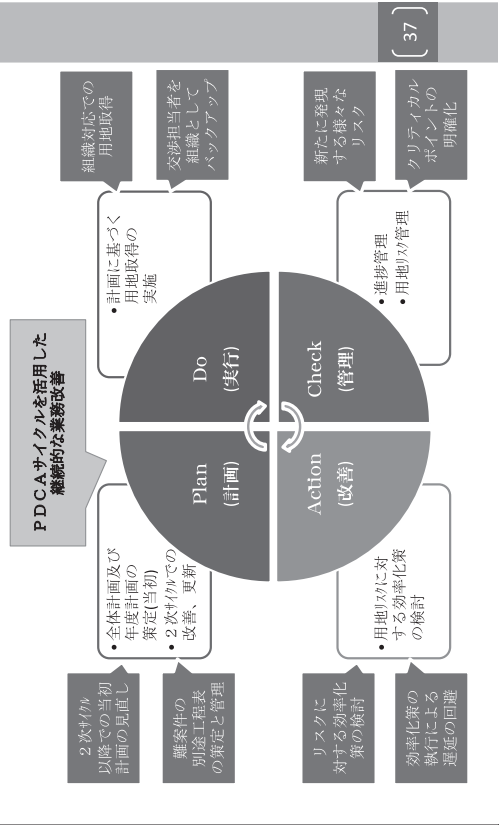 PDCAサイクルを活用した
継続的な業務改善
２次ｻｲｸﾙ
以降での当初
計画の見直し
難案件の
別途工程表
の策定と管理
• 全体計画及び
年度計画の
策定(当初)
• ２次ｻｲｸﾙでの
改善、更新
Plan
(計画)
Do
(実行)
• 計画に基づく
用地取得の
実施
組織対応での
用地取得
交渉担当者を
組織として
バックアップ
リスクに
対する効率化
策の検討
効率化策の
執行による
遅延の回避
• 用地ﾘｽｸに対
する効率化策
の検討
Action
(改善)
Check
(管理)
• 進捗管理
• 用地ﾘｽｸ管理
新たに発現
する様々な
リスク
クリティカル
ポイントの
明確化
37